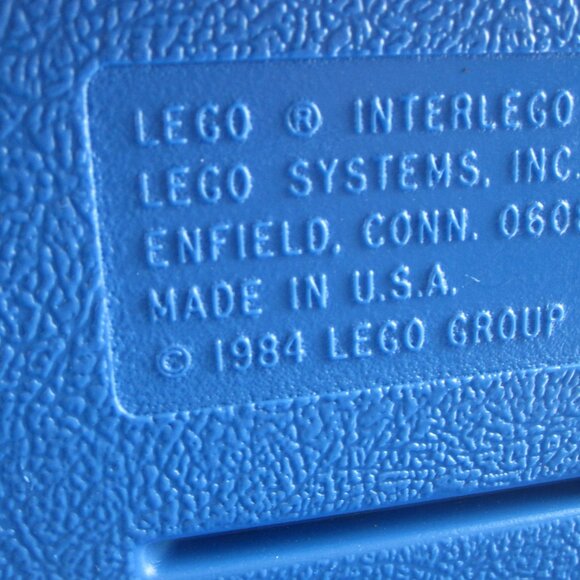 LEGO ® INTERLEGO
LEGO SYSTEMS, INC.
ENFIELD, CONN.
MADE IN U.S.A.
© 1984 LEGO GROUP